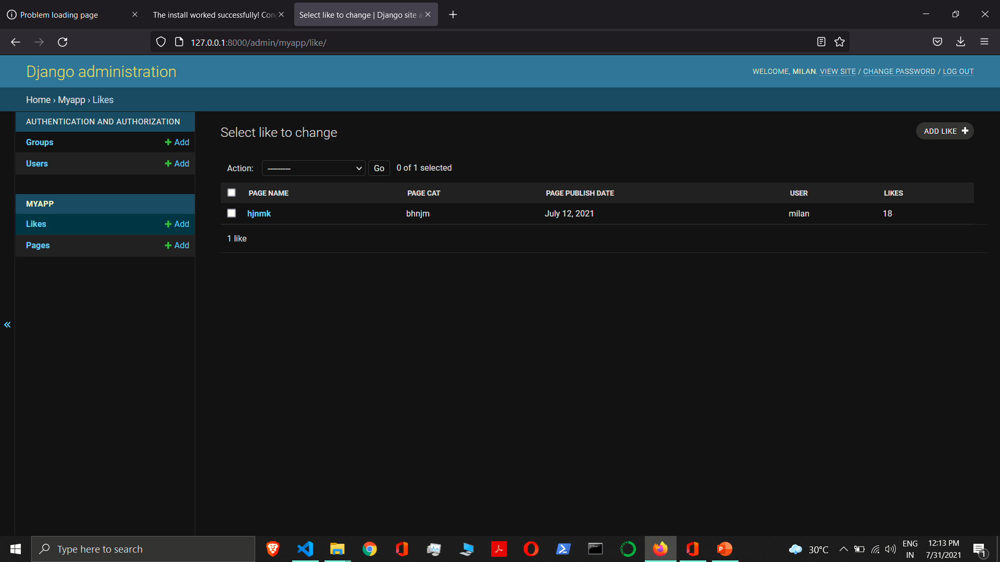 Problem loading page
The install worked successfully! Con
Select like to change | Django site a
127.0.0.1:8000/admin/myapp/like/
Django administration
WELCOME, MILAN. VIEW SITE / CHANGE PASSWORD / LOG OUT
Home › Myapp › Likes
AUTHENTICATION AND AUTHORIZATION
Groups + Add
Users + Add
MYAPP
Likes + Add
Pages + Add
«
Select like to change
ADD LIKE +
Action: --------- Go 0 of 1 selected
PAGE NAME PAGE CAT PAGE PUBLISH DATE USER LIKES
hjnmk bhnjm July 12, 2021 milan 18
1 like
Type here to search
P
30°C
ENG
IN
12:13 PM
7/31/2021
1